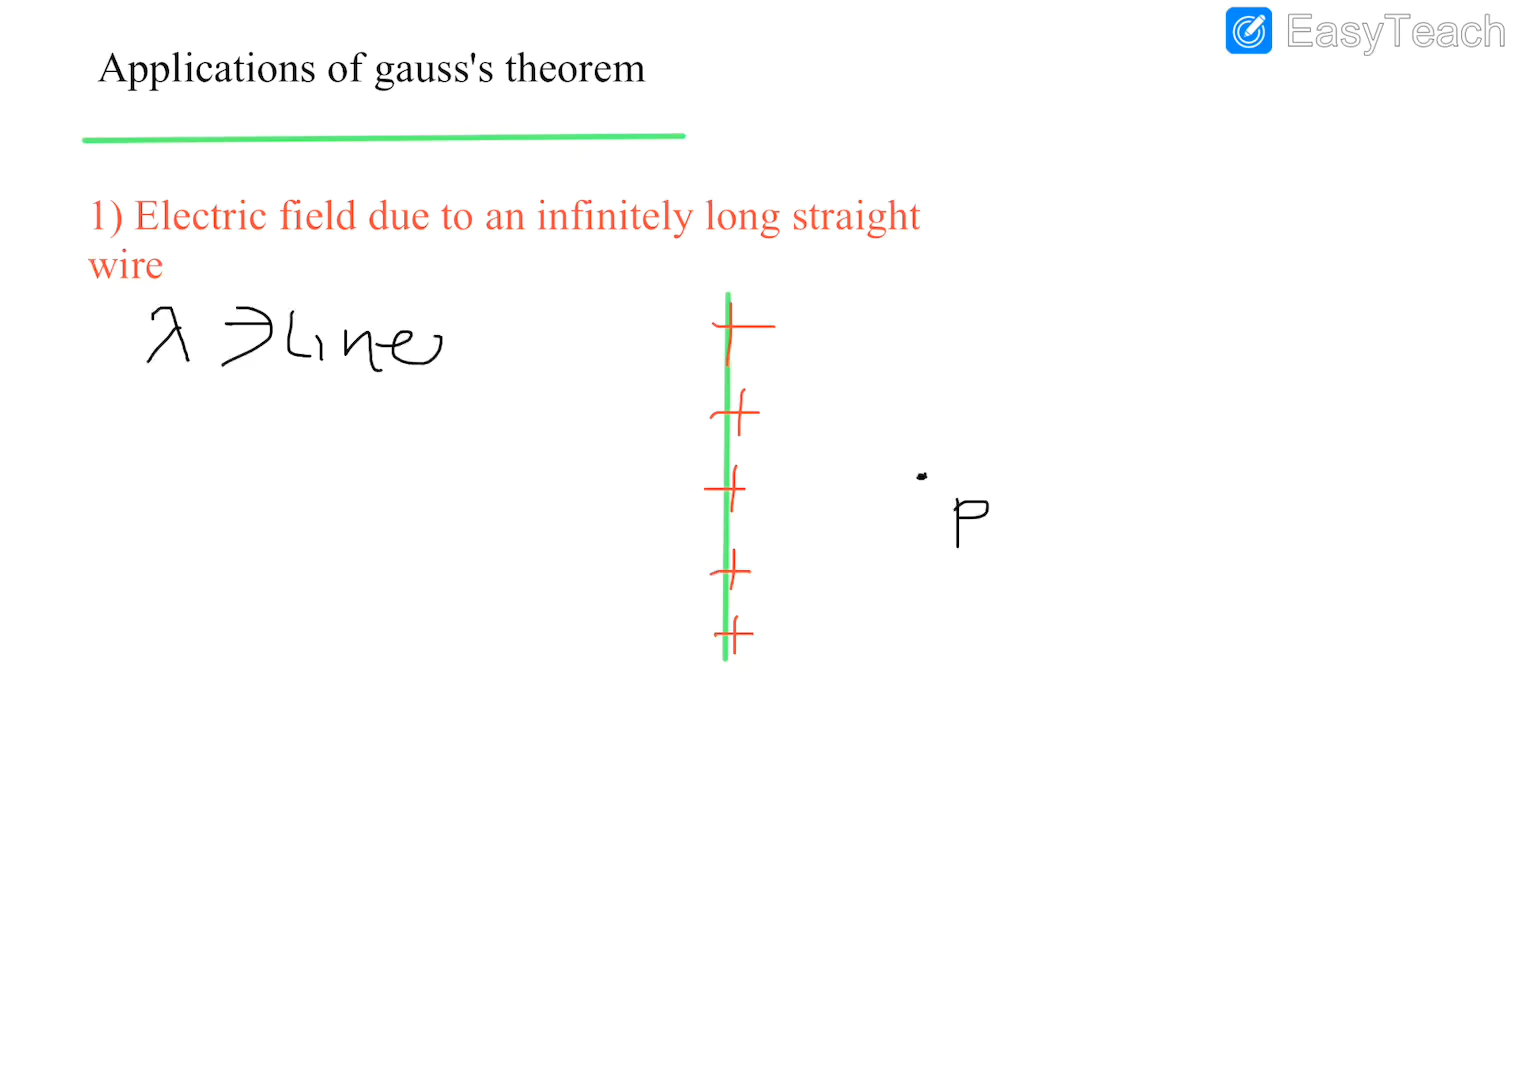 EasyTeach
Applications of gauss's theorem
1) Electric field due to an infinitely long straight
wire
λ → Line
P